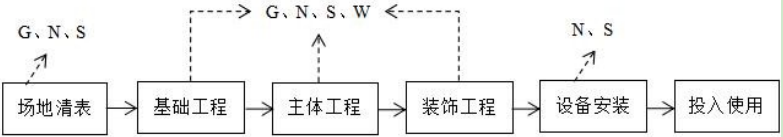 G、N、S、W
G、N、S
N、S
场地清表
基础工程
主体工程
装饰工程
设备安装
投入使用